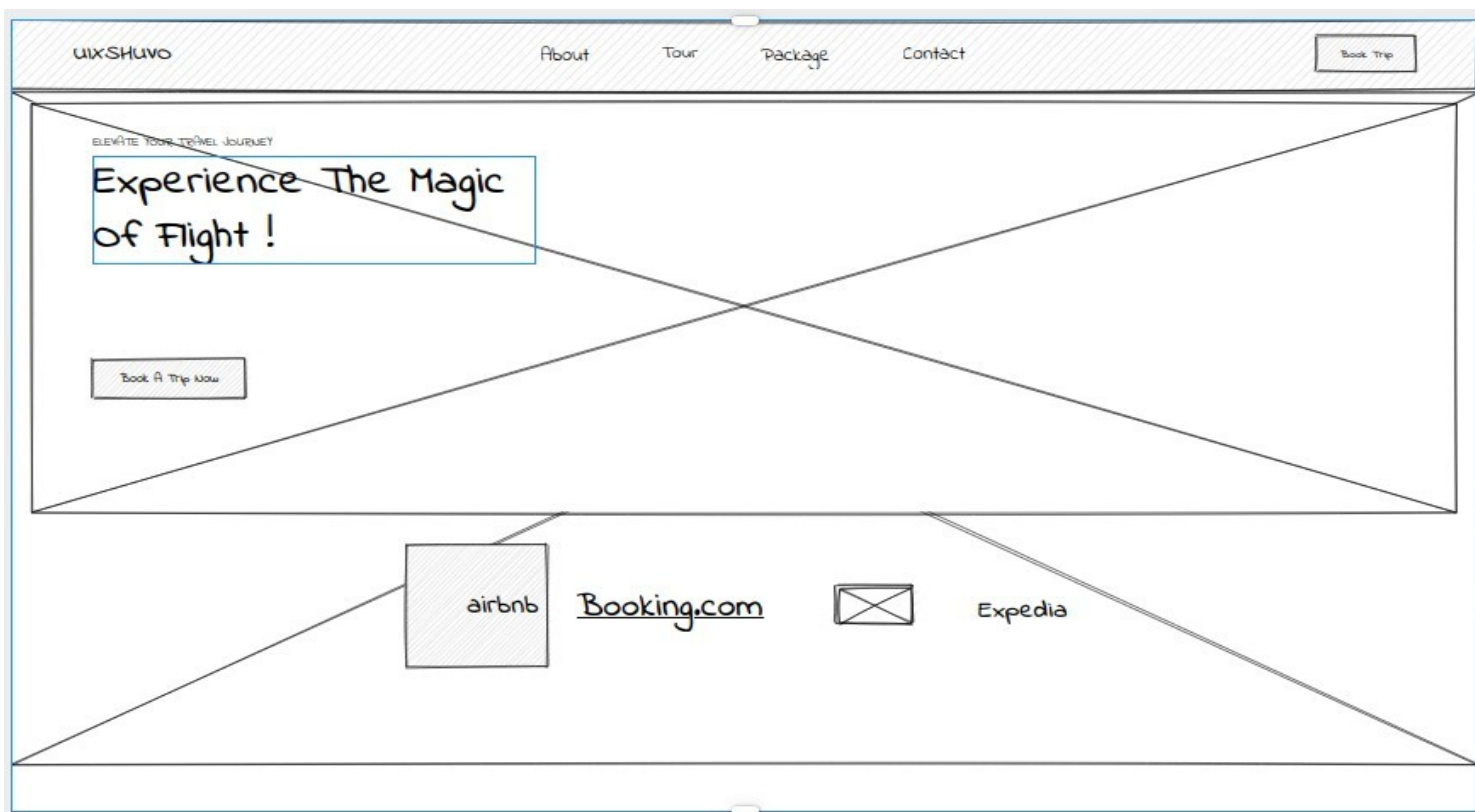 UIXSHUVO
About
Tour
Package
Contact
Book Trip
ELEVATE YOUR TRAVEL JOURNEY
Experience The Magic
Of Flight !
Book A Trip Now
airbnb
Booking.com
Expedia